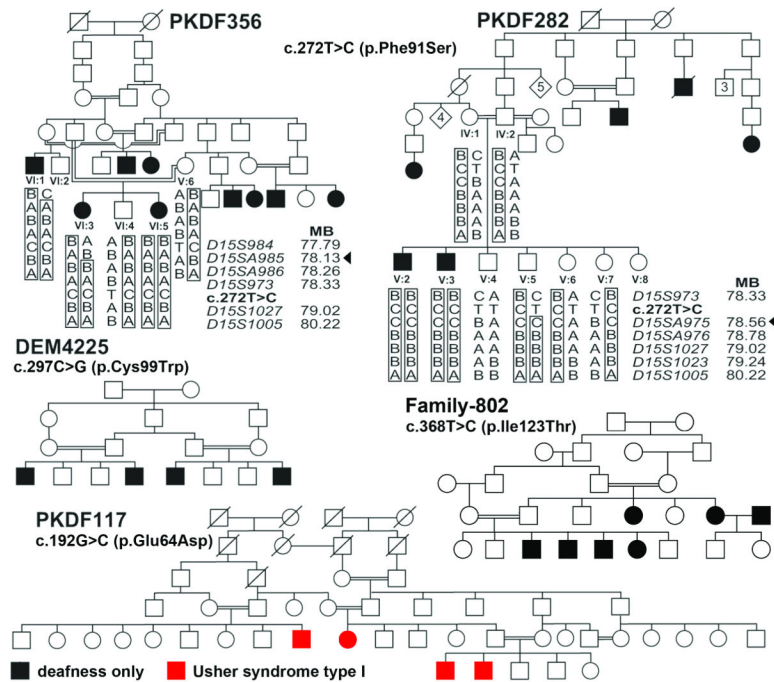 PKDF356
PKDF282
c.272T>C (p.Phe91Ser)
3
5
4
IV:1 IV:2
B C B A
C T C T
C B C A
B A B A
B A B A
B A B B
A B A B
VI:1 VI:2
V:6
B C
A A
B B
A A
C C
B B
A A
A B
B A
A B
B A
T C
A B
B A
VI:3 VI:4 VI:5
B A A B B B
A B B A A A
B B A B B B
A A B A A A
C C T C C C
B B A B B B
A A B A A A
MB
D15S984 77.79
D15SA985 78.13
D15SA986 78.26
D15S973 78.33
c.272T>C
D15S1027 79.02
D15S1005 80.22
V:2 V:3 V:4 V:5 V:6 V:7 V:8
MB
B B B B C A B C B A C B D15S973 78.33
C C C C T T C T C T T C c.272T>C
C C C C B A C C C A B C D15SA975 78.56
B B B B A A B B B A A B D15SA976 78.78
B B B B A A B B B A A B D15S1027 79.02
B B B B A B B B B B A B D15S1023 79.24
A A A A B B A A A B B A D15S1005 80.22
DEM4225
c.297C>G (p.Cys99Trp)
Family-802
c.368T>C (p.Ile123Thr)
PKDF117
c.192G>C (p.Glu64Asp)
deafness only
Usher syndrome type I